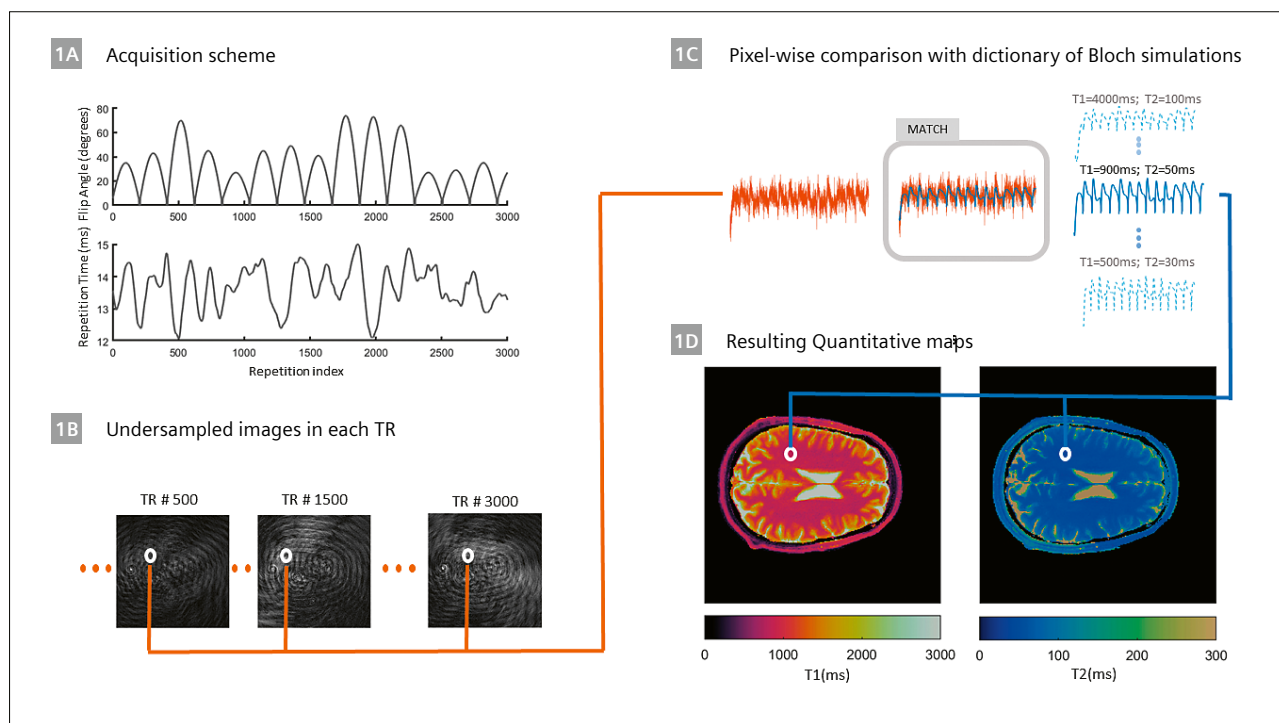 1A Acquisition scheme
Flip Angle (degrees)
80
60
40
20
0
0 500 1000 1500 2000 2500 3000
Repetition Time (ms)
15
14
13
12
0 500 1000 1500 2000 2500 3000
Repetition index
1B Undersampled images in each TR
TR # 500 TR # 1500 TR # 3000
1C Pixel-wise comparison with dictionary of Bloch simulations
MATCH
T1=4000ms; T2=100ms
T1=900ms; T2=50ms
T1=500ms; T2=30ms
1D Resulting Quantitative maps
0 1000 2000 3000
T1(ms)
0 100 200 300
T2(ms)